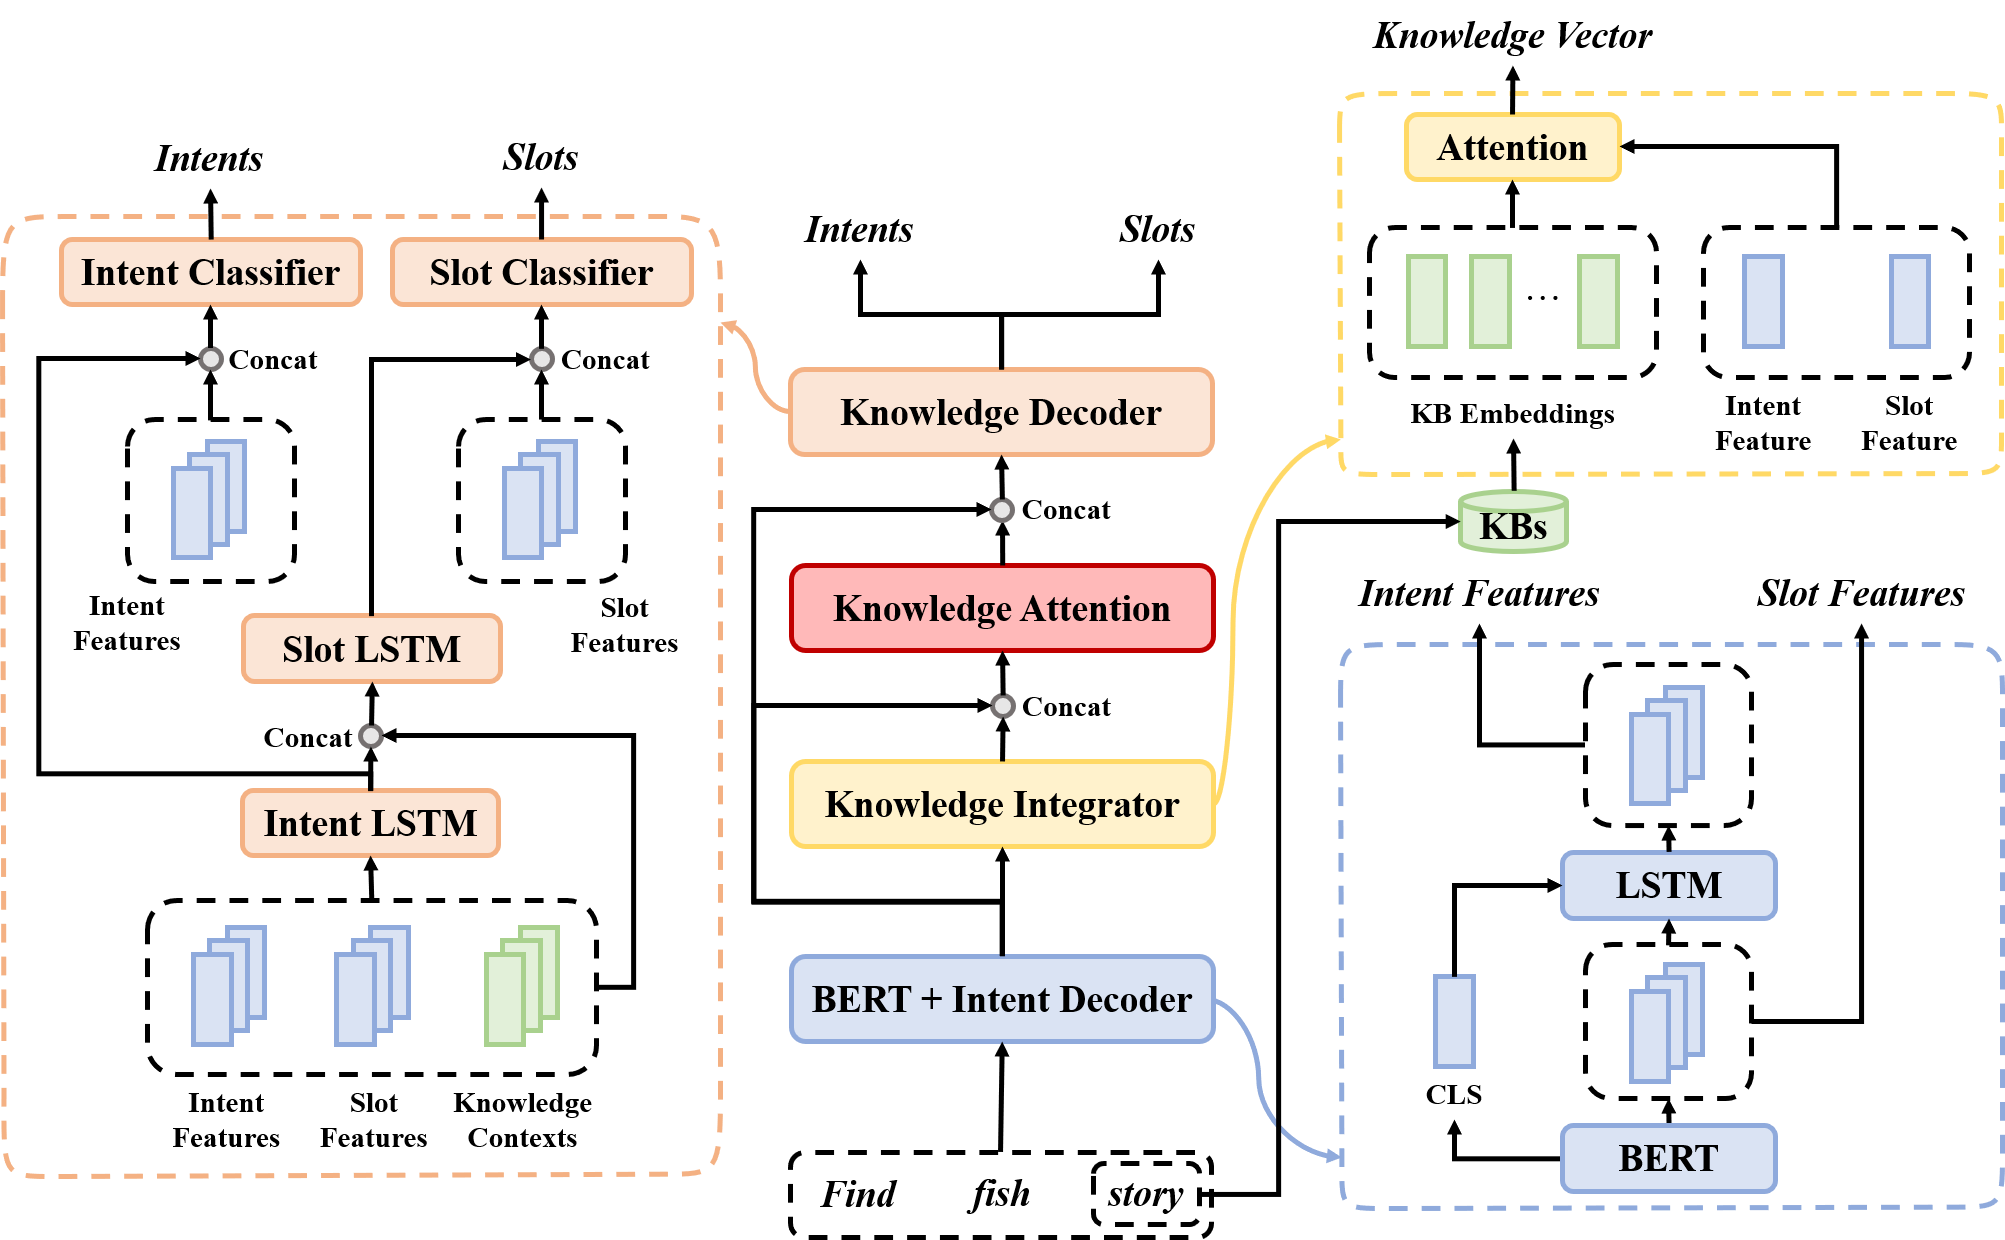 Intents
Slots
Intent Classifier
Slot Classifier
Concat
Concat
Intent
Features
Slot
Features
Slot LSTM
Concat
Intent LSTM
Intent
Features
Slot
Features
Knowledge
Contexts
Intents
Slots
Knowledge Decoder
Concat
Knowledge Attention
Concat
Knowledge Integrator
BERT + Intent Decoder
Find fish story
Knowledge Vector
Attention
...
KB Embeddings
Intent
Feature
Slot
Feature
KBs
Intent Features
Slot Features
LSTM
CLS
BERT